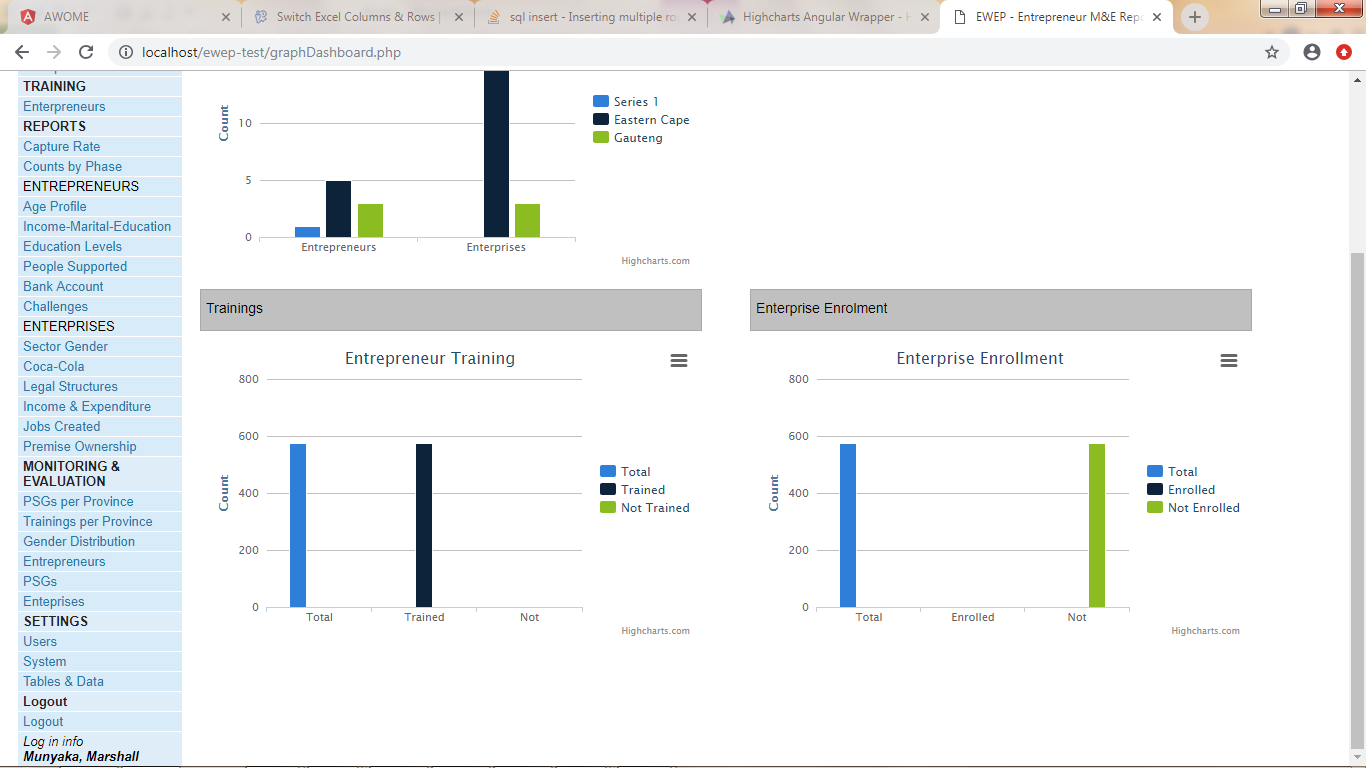 AWOME
Switch Excel Columns & Rows |
sql insert - Inserting multiple ro
Highcharts Angular Wrapper - H
EWEP - Entrepreneur M&E Repo
localhost/ewep-test/graphDashboard.php
TRAINING
Enterpreneurs
REPORTS
Capture Rate
Counts by Phase
ENTREPRENEURS
Age Profile
Income-Marital-Education
Education Levels
People Supported
Bank Account
Challenges
ENTERPRISES
Sector Gender
Coca-Cola
Legal Structures
Income & Expenditure
Jobs Created
Premise Ownership
MONITORING &
EVALUATION
PSGs per Province
Trainings per Province
Gender Distribution
Entrepreneurs
PSGs
Enteprises
SETTINGS
Users
System
Tables & Data
Logout
Logout
Log in info
Munyaka, Marshall
Count
10
5
0
Entrepreneurs
Enterprises
Series 1
Eastern Cape
Gauteng
Highcharts.com
Trainings
Entrepreneur Training
Count
800
600
400
200
0
Total
Trained
Not
Total
Trained
Not Trained
Highcharts.com
Enterprise Enrolment
Enterprise Enrollment
Count
800
600
400
200
0
Total
Enrolled
Not
Total
Enrolled
Not Enrolled
Highcharts.com